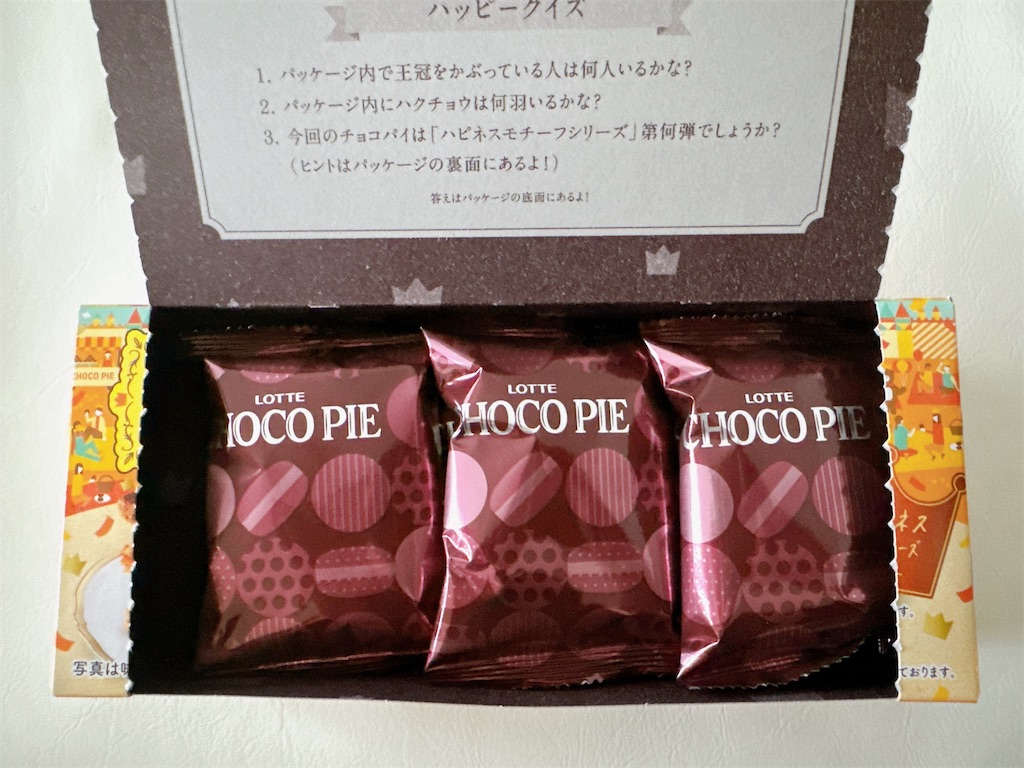 ハッピークイズ
1. パッケージ内で王冠をかぶっている人は何人いるかな?
2. パッケージ内にハクチョウは何羽いるかな?
3. 今回のチョコパイは「ハピネスモチーフシリーズ」第何弾でしょうか?
(ヒントはパッケージの裏面にあるよ!)
答えはパッケージの底面にあるよ!
CHOCO PIE
LOTTE
HOCO PIE
LOTTE
CHOCO PIE
LOTTE
CHOCO PIE
ネス
ーズ
す。
写真は
ております。